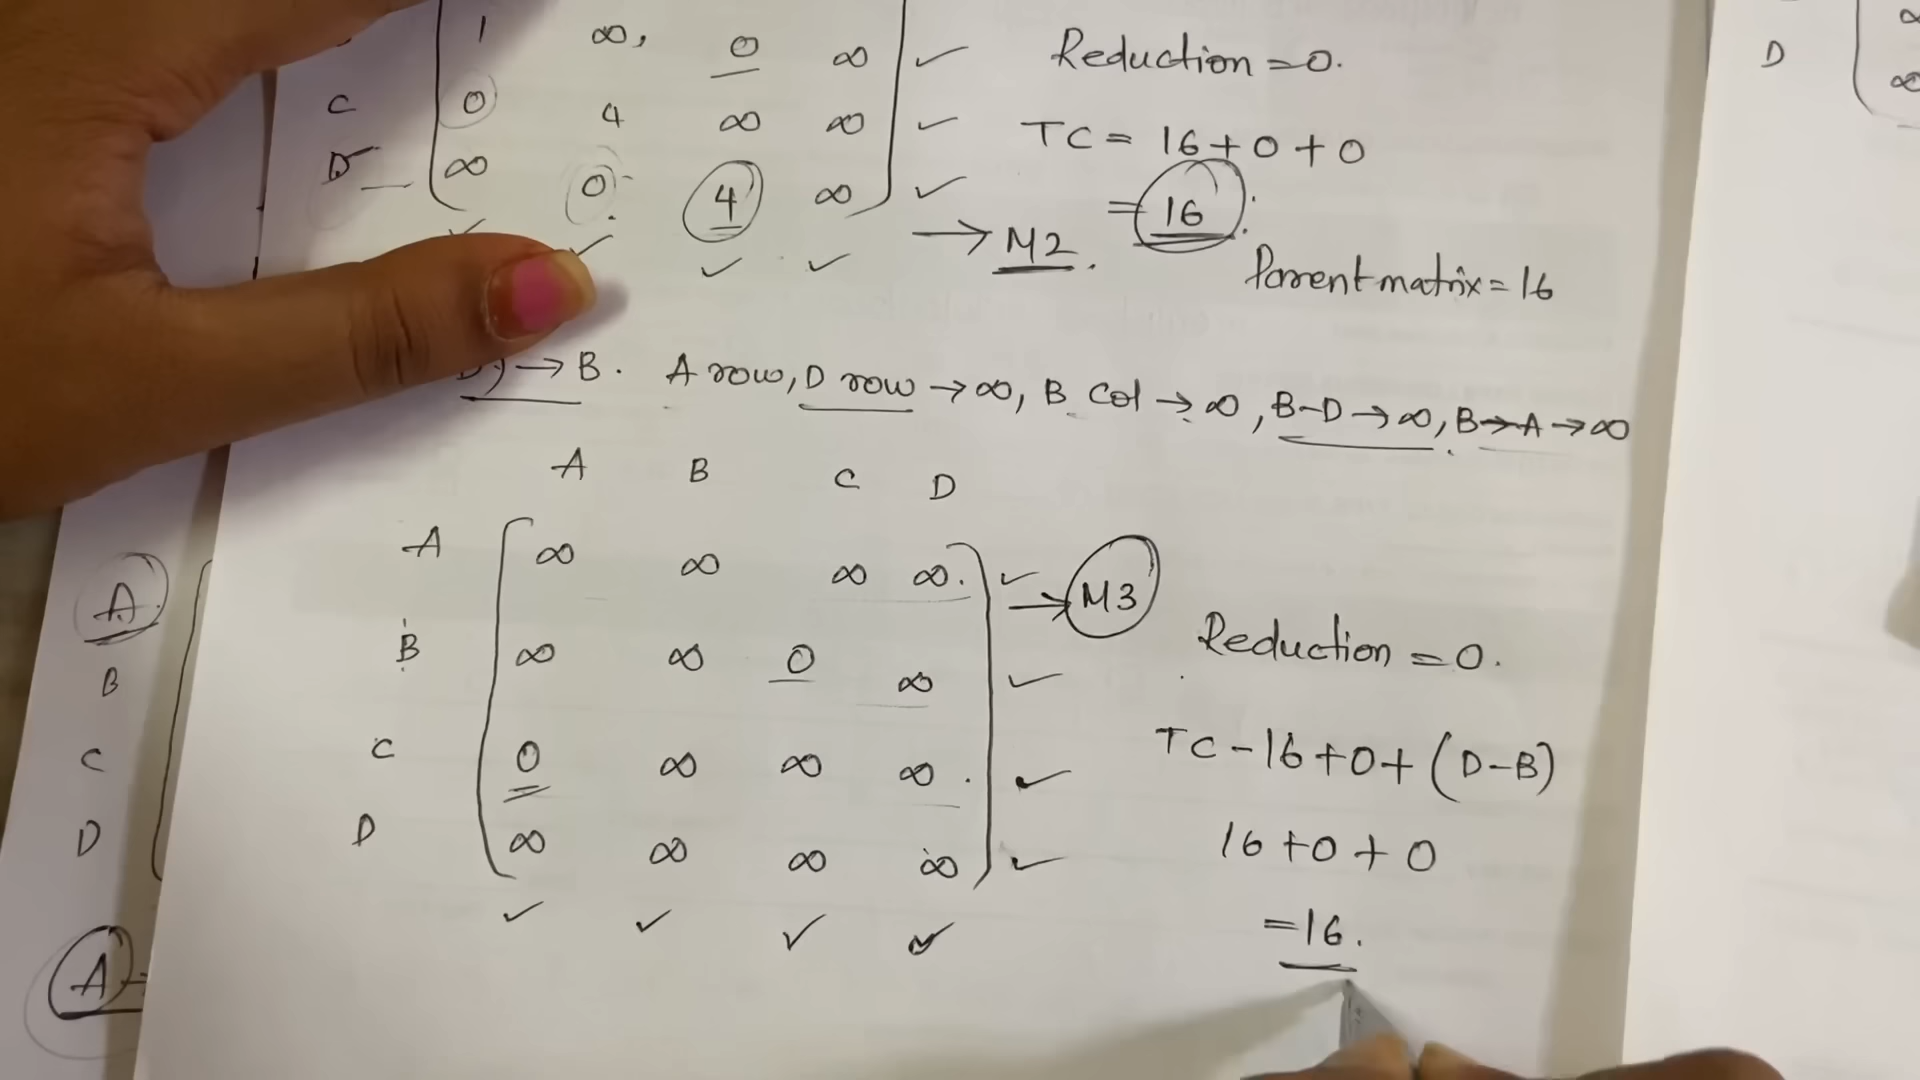 1 ∞, 0 ∞ ✓ Reduction = 0.
C 0 4 ∞ ∞ ✓ TC = 16+0+0
D ∞ 0 4 ∞ ✓ = 16
→ M2.
Parent matrix = 16
→ B. A row, D row → ∞, B Col → ∞, B-D → ∞, B→A → ∞
A B C D
A ∞ ∞ ∞ ∞. ✓ → M3
B ∞ ∞ 0 ∞ ✓ Reduction = 0.
C 0 ∞ ∞ ∞. ✓ TC - 16+0+(D-B)
D ∞ ∞ ∞ ∞ ✓ 16+0+0
✓ ✓ ✓ ✓ = 16.
A
B
C
D
A
D ∞